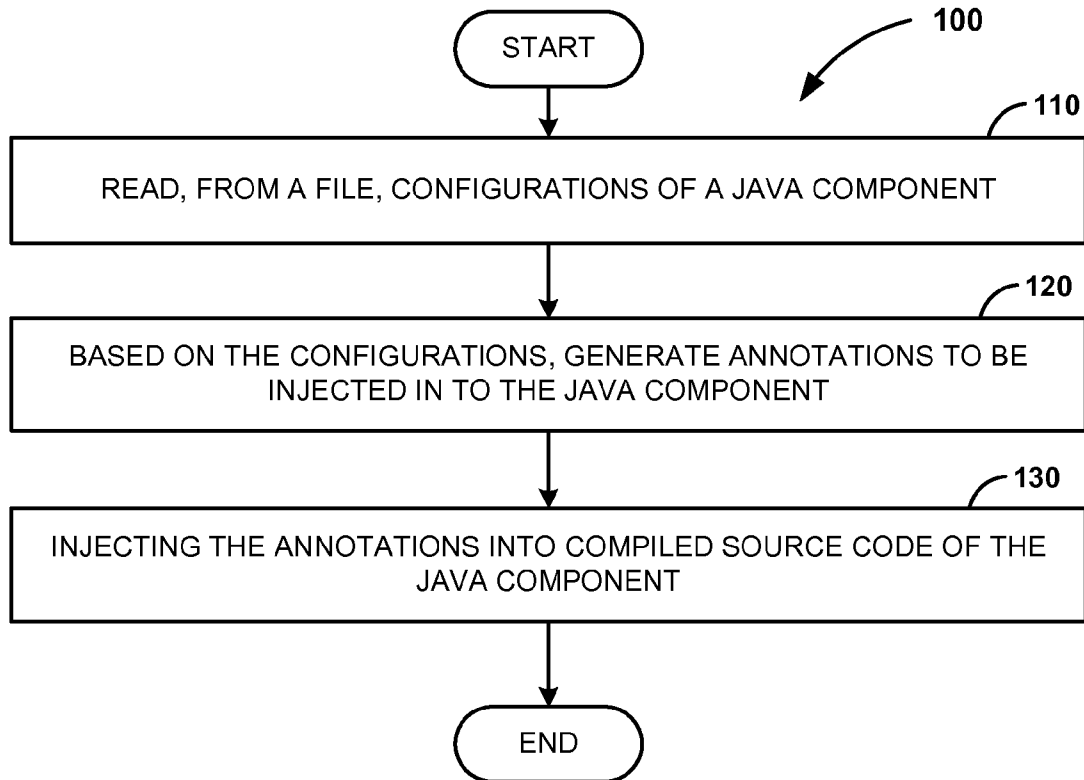 START
100
110
READ, FROM A FILE, CONFIGURATIONS OF A JAVA COMPONENT
120
BASED ON THE CONFIGURATIONS, GENERATE ANNOTATIONS TO BE
INJECTED IN TO THE JAVA COMPONENT
130
INJECTING THE ANNOTATIONS INTO COMPILED SOURCE CODE OF THE
JAVA COMPONENT
END